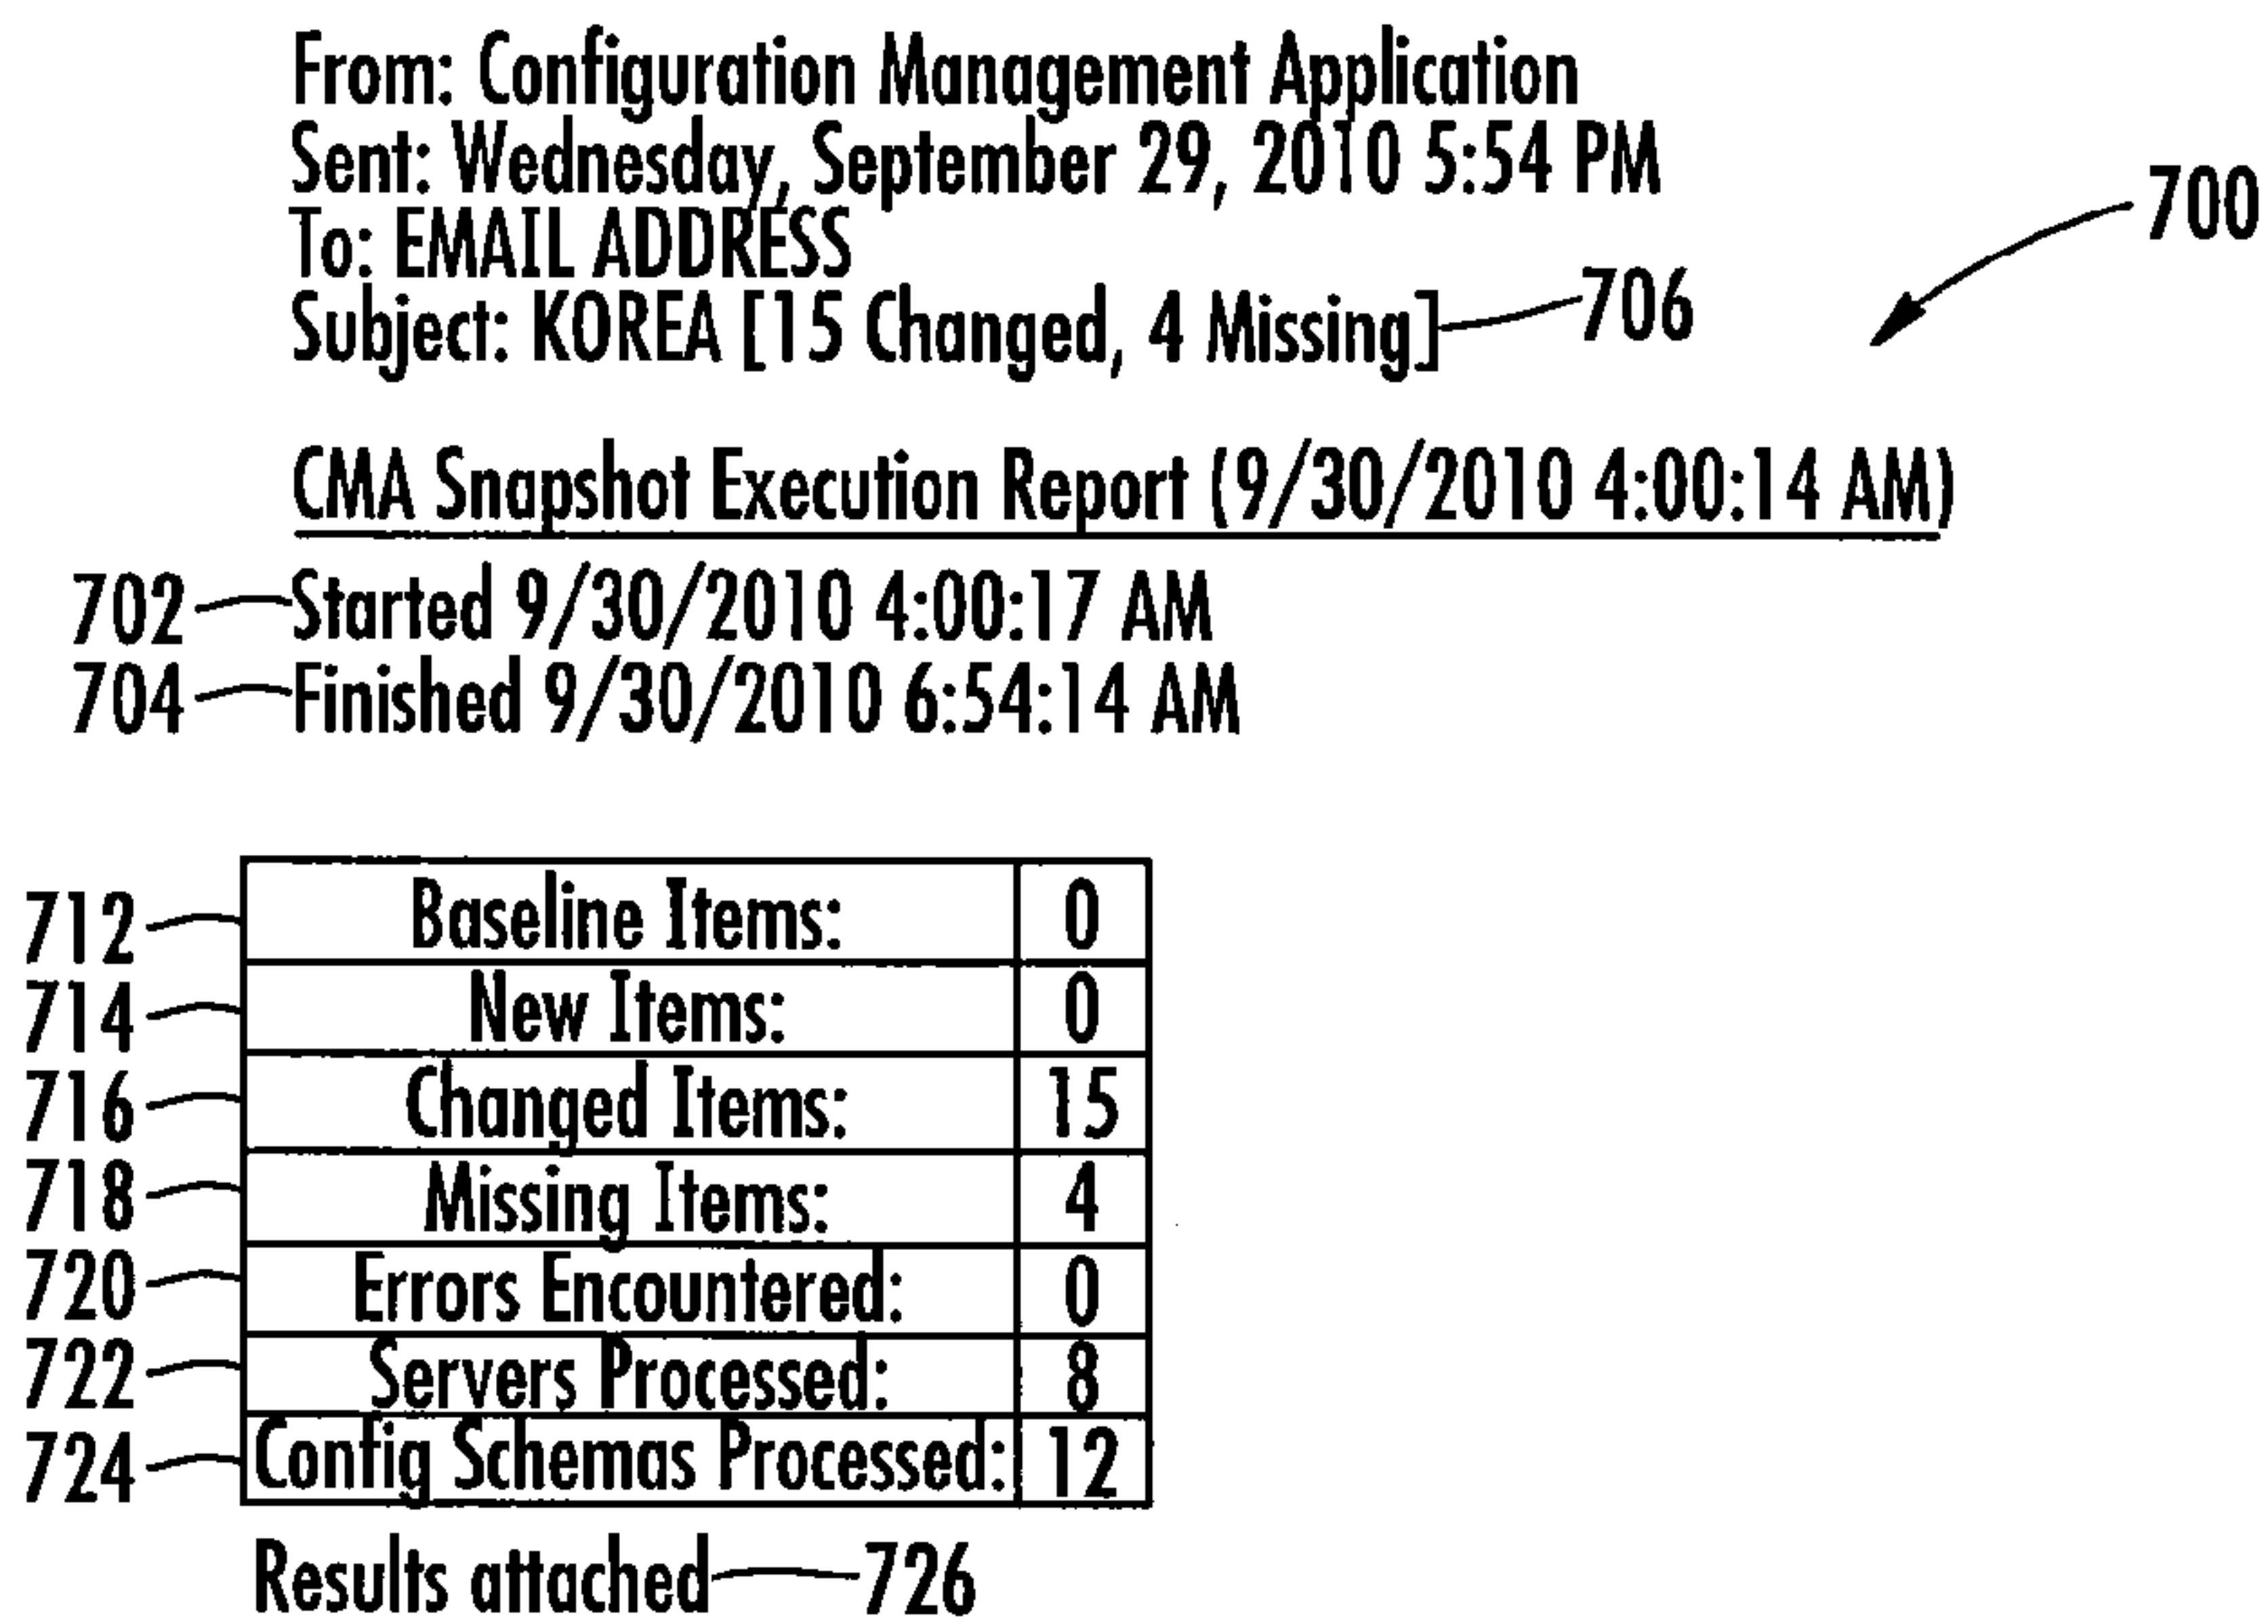 From: Configuration Management Application
Sent: Wednesday, September 29, 2010 5:54 PM
700
To: EMAIL ADDRESS
Subject: KOREA [15 Changed, 4 Missing] 706
CMA Snapshot Execution Report (9/30/2010 4:00:14 AM)
702 Started 9/30/2010 4:00:17 AM
704 Finished 9/30/2010 6:54:14 AM
712 Baseline Items: 0
714 New Items: 0
716 Changed Items: 15
718 Missing Items: 4
720 Errors Encountered: 0
722 Servers Processed: 8
724 Config Schemas Processed: 12
Results attached 726